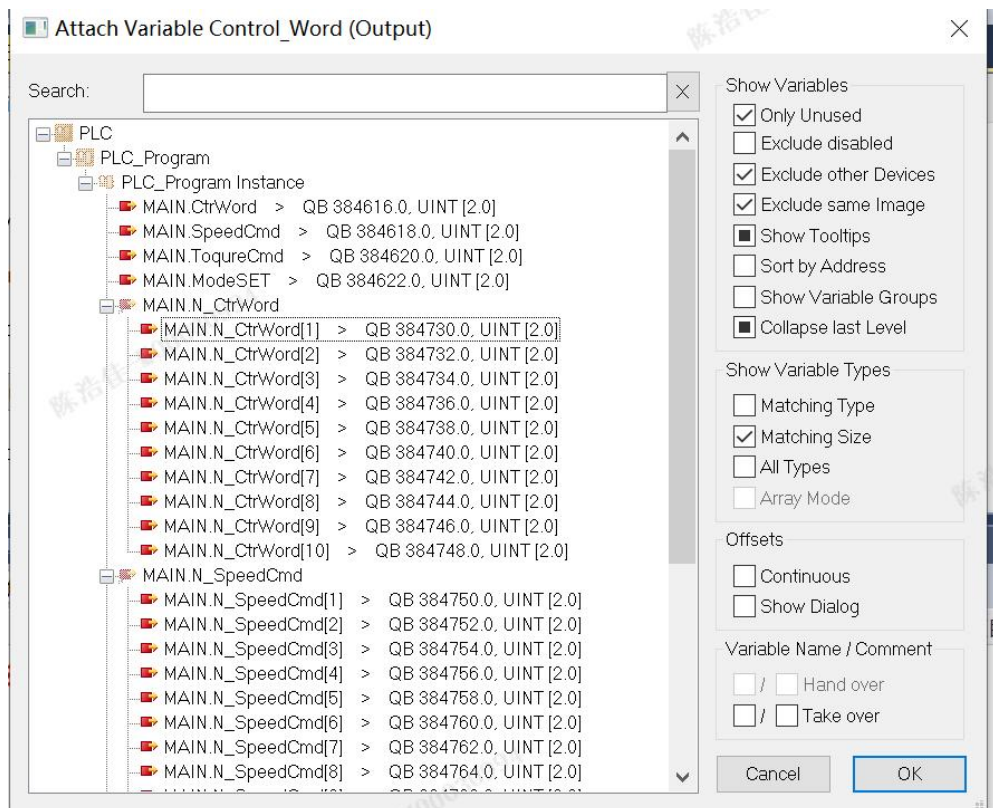 Attach Variable Control_Word (Output)
Search:
PLC
PLC_Program
PLC_Program Instance
MAIN.CtrWord > QB 384616.0, UINT [2.0]
MAIN.SpeedCmd > QB 384618.0, UINT [2.0]
MAIN.ToqureCmd > QB 384620.0, UINT [2.0]
MAIN.ModeSET > QB 384622.0, UINT [2.0]
MAIN.N_CtrWord
MAIN.N_CtrWord[1] > QB 384730.0, UINT [2.0]
MAIN.N_CtrWord[2] > QB 384732.0, UINT [2.0]
MAIN.N_CtrWord[3] > QB 384734.0, UINT [2.0]
MAIN.N_CtrWord[4] > QB 384736.0, UINT [2.0]
MAIN.N_CtrWord[5] > QB 384738.0, UINT [2.0]
MAIN.N_CtrWord[6] > QB 384740.0, UINT [2.0]
MAIN.N_CtrWord[7] > QB 384742.0, UINT [2.0]
MAIN.N_CtrWord[8] > QB 384744.0, UINT [2.0]
MAIN.N_CtrWord[9] > QB 384746.0, UINT [2.0]
MAIN.N_CtrWord[10] > QB 384748.0, UINT [2.0]
MAIN.N_SpeedCmd
MAIN.N_SpeedCmd[1] > QB 384750.0, UINT [2.0]
MAIN.N_SpeedCmd[2] > QB 384752.0, UINT [2.0]
MAIN.N_SpeedCmd[3] > QB 384754.0, UINT [2.0]
MAIN.N_SpeedCmd[4] > QB 384756.0, UINT [2.0]
MAIN.N_SpeedCmd[5] > QB 384758.0, UINT [2.0]
MAIN.N_SpeedCmd[6] > QB 384760.0, UINT [2.0]
MAIN.N_SpeedCmd[7] > QB 384762.0, UINT [2.0]
MAIN.N_SpeedCmd[8] > QB 384764.0, UINT [2.0]
Show Variables
Only Unused
Exclude disabled
Exclude other Devices
Exclude same Image
Show Tooltips
Sort by Address
Show Variable Groups
Collapse last Level
Show Variable Types
Matching Type
Matching Size
All Types
Array Mode
Offsets
Continuous
Show Dialog
Variable Name / Comment
/ Hand over
/ Take over
Cancel
OK